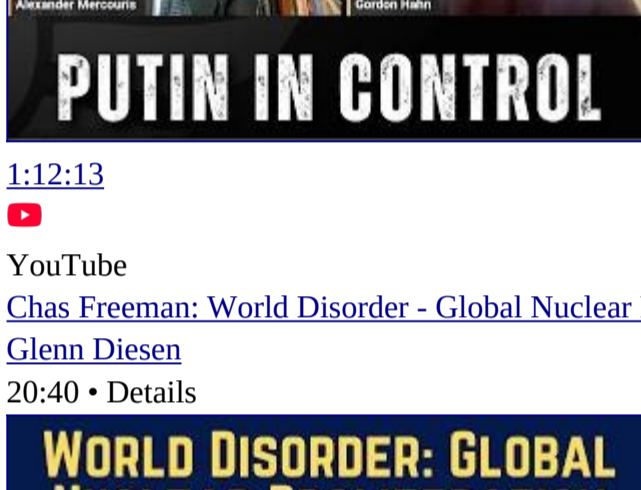 Alexander Mercouris Gordon Hahn
PUTIN IN CONTROL
1:12:13
YouTube
Chas Freeman: World Disorder - Global Nuclear
Glenn Diesen
20:40 • Details
WORLD DISORDER: GLOBAL